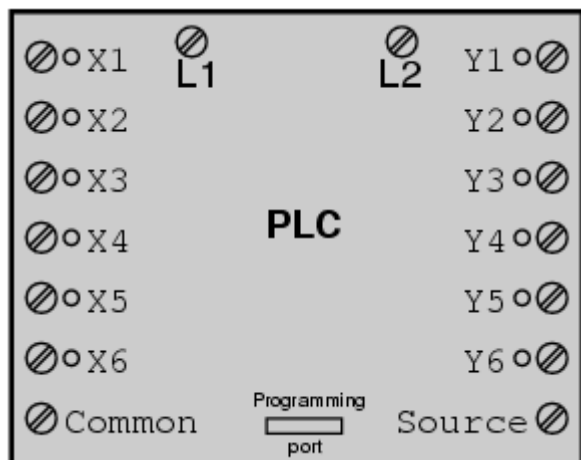 X1 L1 L2 Y1
X2 Y2
X3 Y3
X4 PLC Y4
X5 Y5
X6 Y6
Programming
Common Source
port